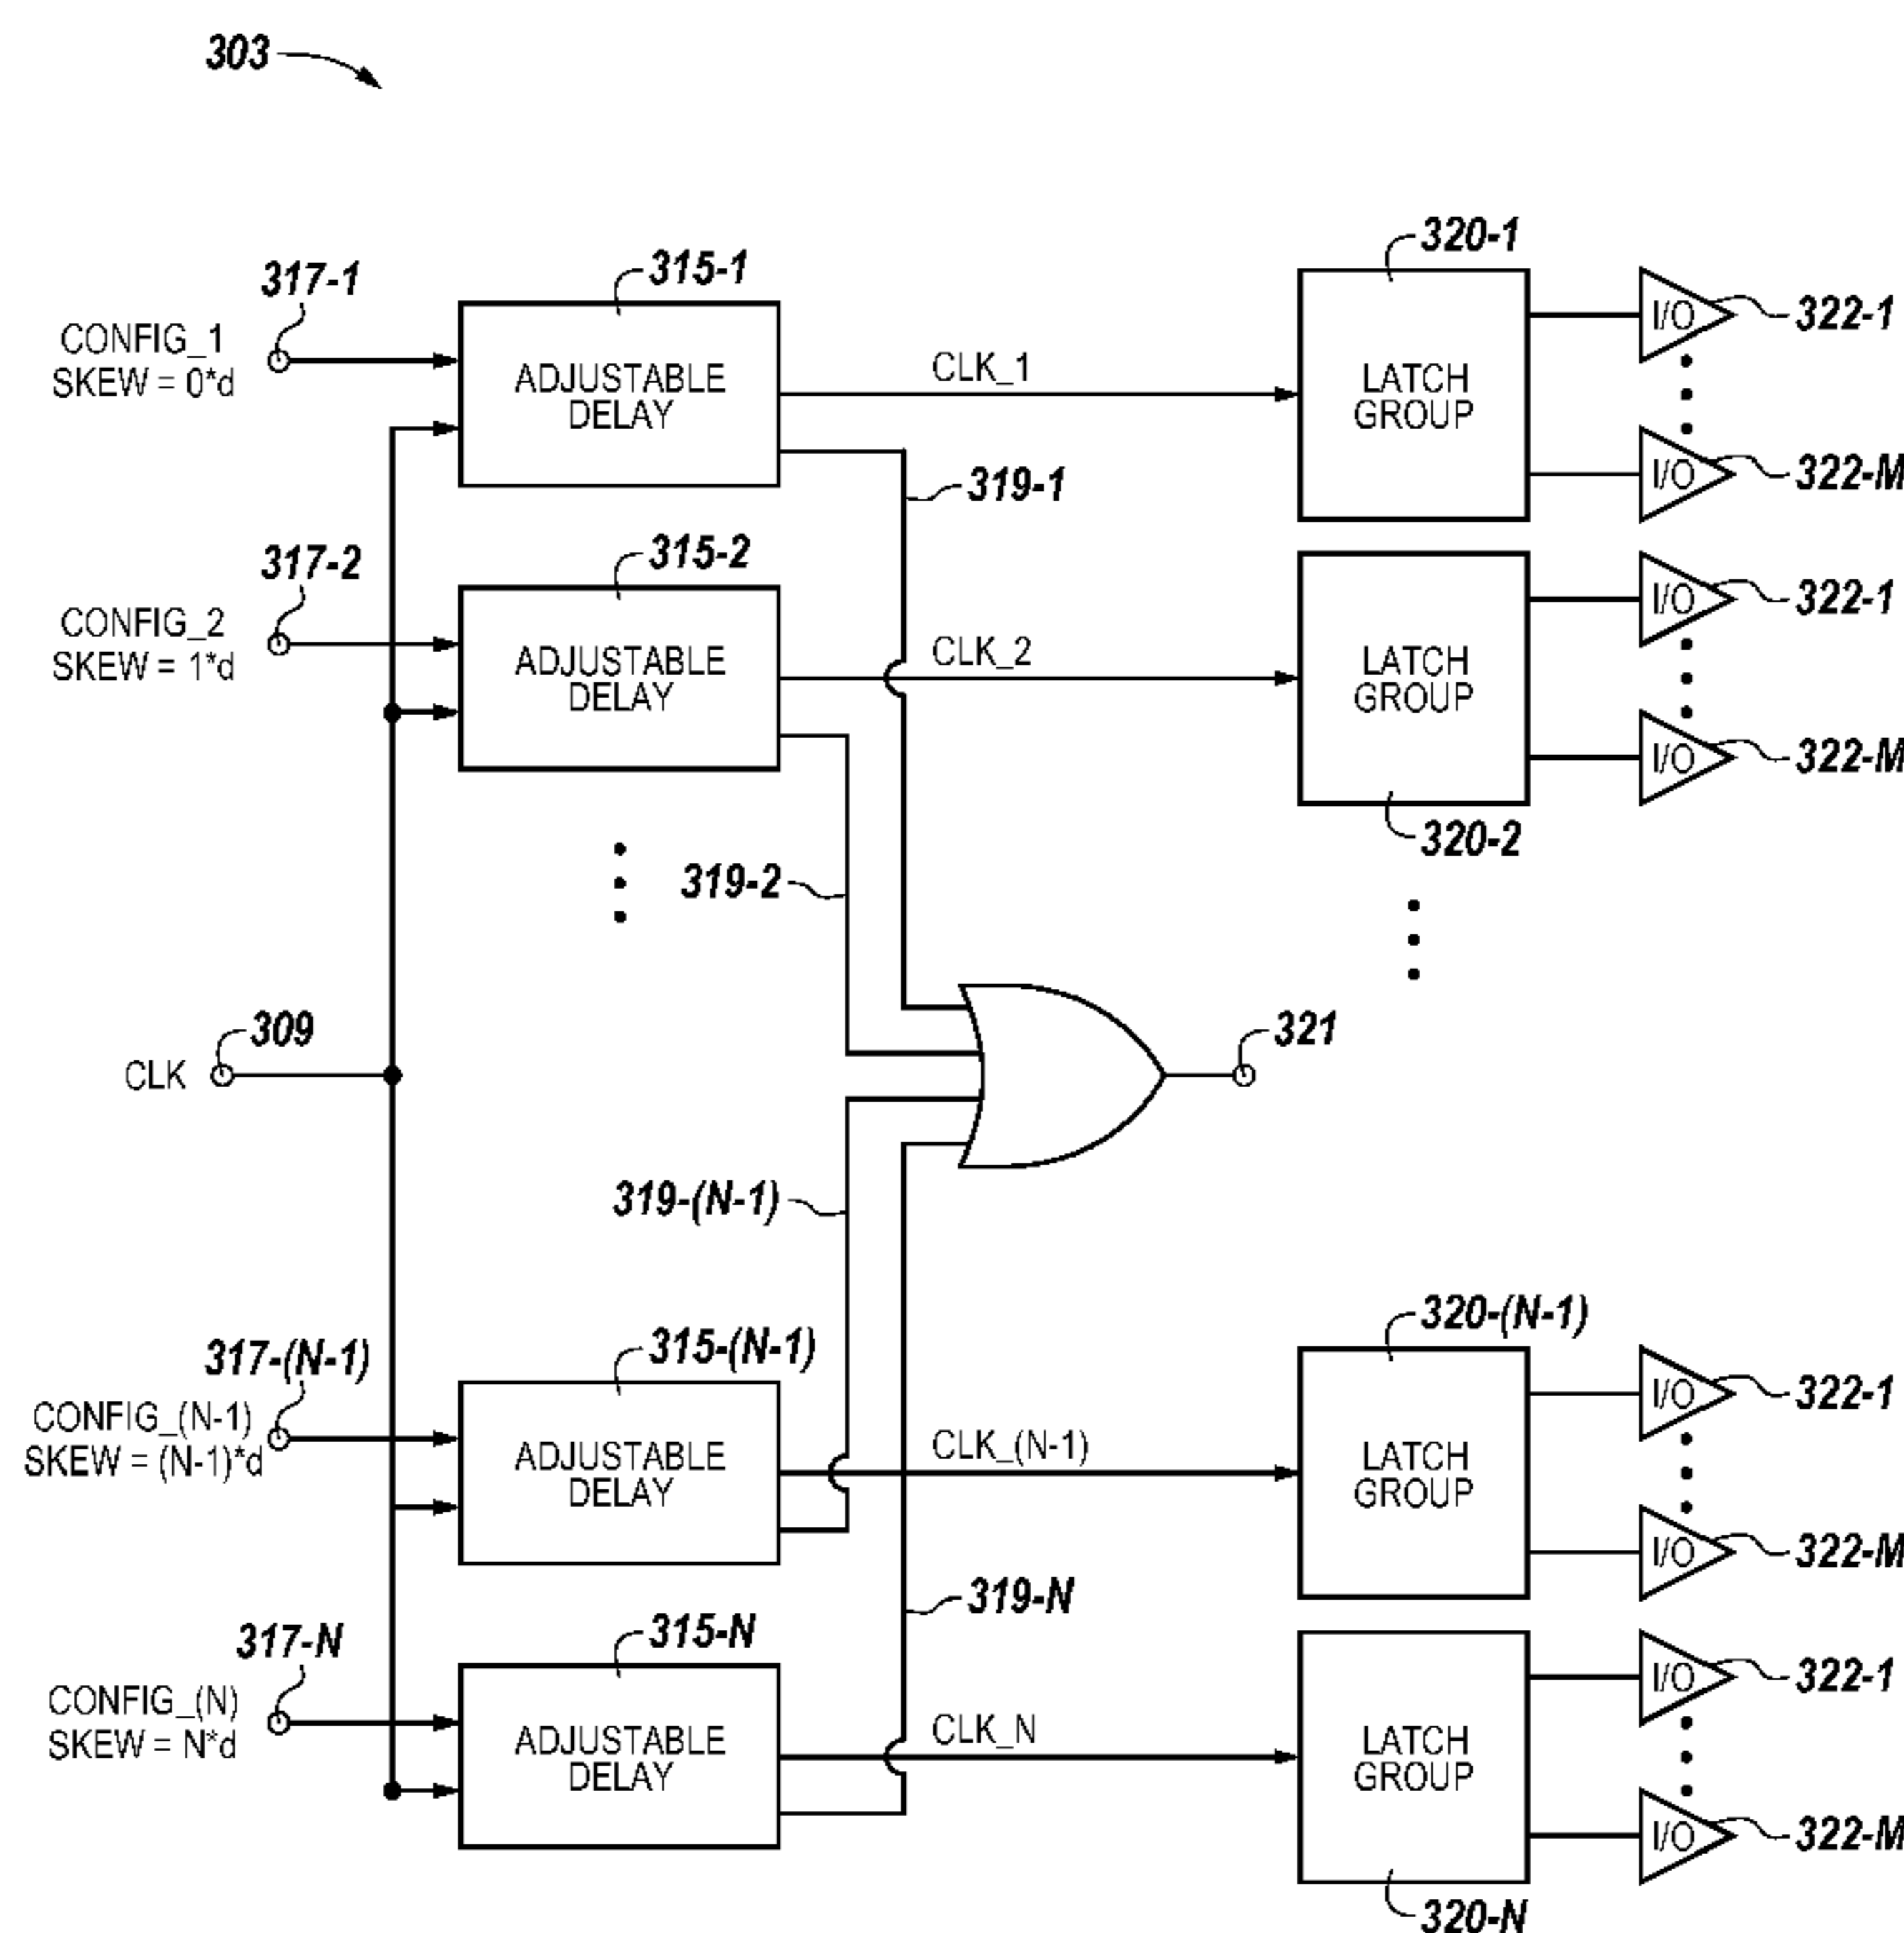 303
320-1
315-1
317-1
322-1
CONFIG_1
SKEW = 0*d
ADJUSTABLE
DELAY
CLK_1
LATCH
GROUP
I/O
I/O
319-1
322-M
317-2
315-2
322-1
CONFIG_2
SKEW = 1*d
ADJUSTABLE
DELAY
CLK_2
LATCH
GROUP
I/O
I/O
322-M
320-2
319-2
309
CLK
321
319-(N-1)
320-(N-1)
317-(N-1)
315-(N-1)
322-1
CONFIG_(N-1)
SKEW = (N-1)*d
ADJUSTABLE
DELAY
CLK_(N-1)
LATCH
GROUP
I/O
I/O
322-M
319-N
317-N
315-N
322-1
CONFIG_(N)
SKEW = N*d
ADJUSTABLE
DELAY
CLK_N
LATCH
GROUP
I/O
I/O
322-M
320-N